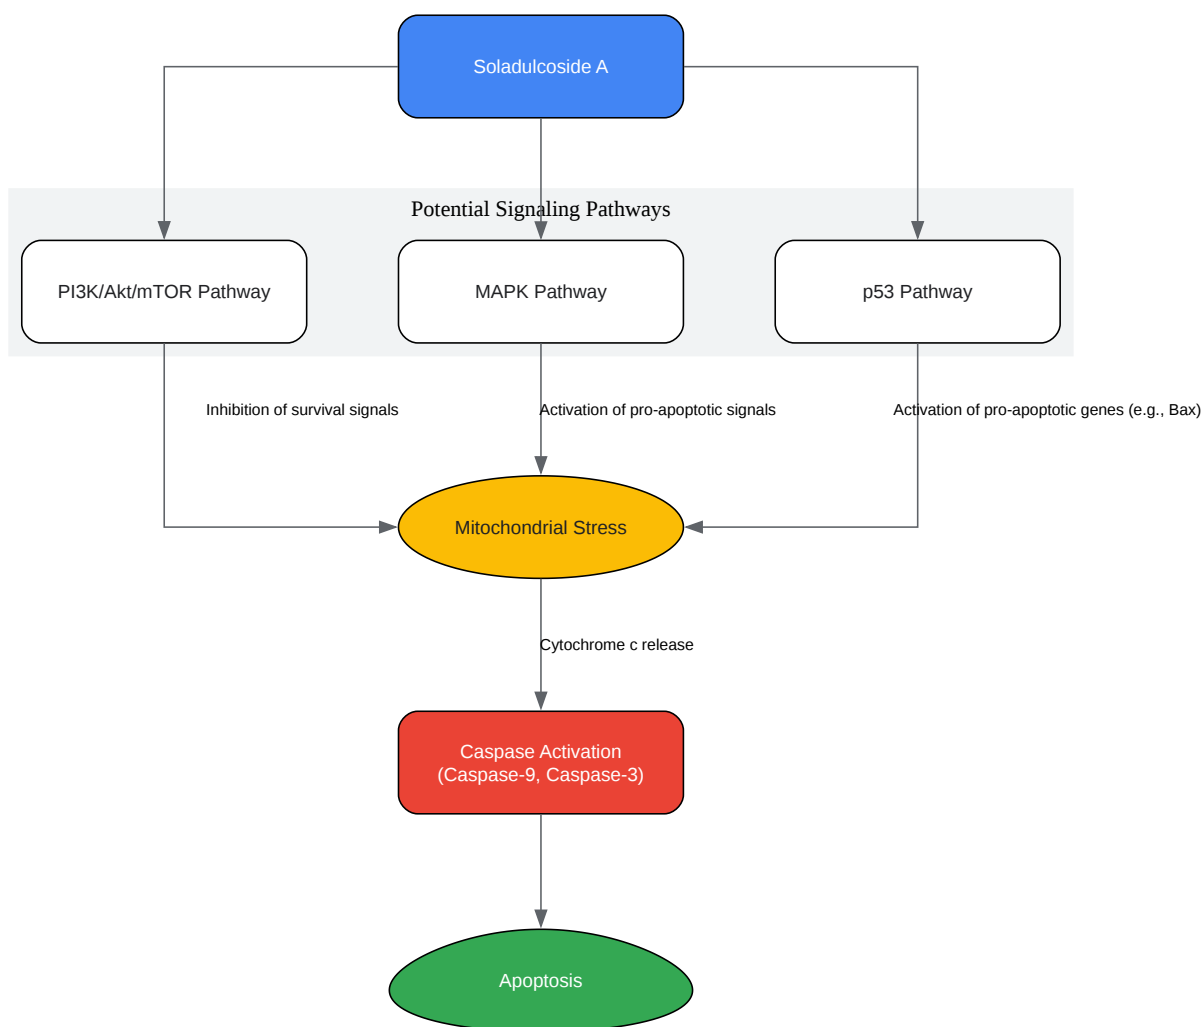 Soladulcoside A
Potential Signaling Pathways
PI3K/Akt/mTOR Pathway
MAPK Pathway
p53 Pathway
Inhibition of survival signals
Activation of pro-apoptotic signals
Activation of pro-apoptotic genes (e.g., Bax)
Mitochondrial Stress
Cytochrome c release
Caspase Activation
(Caspase-9, Caspase-3)
Apoptosis